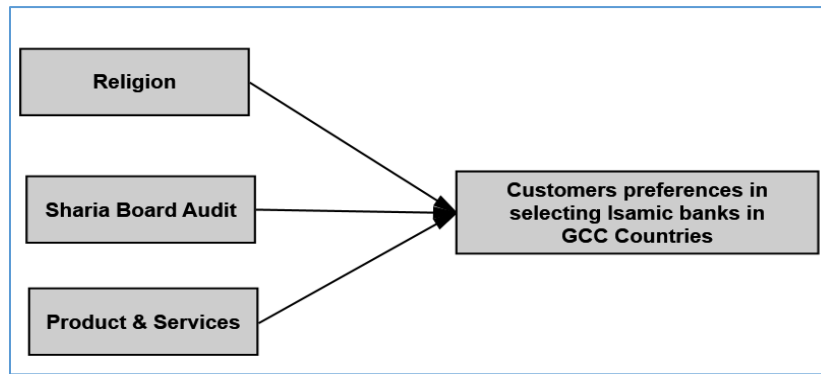 Religion
Sharia Board Audit
Product & Services
Customers preferences in
selecting Isamic banks in
GCC Countries